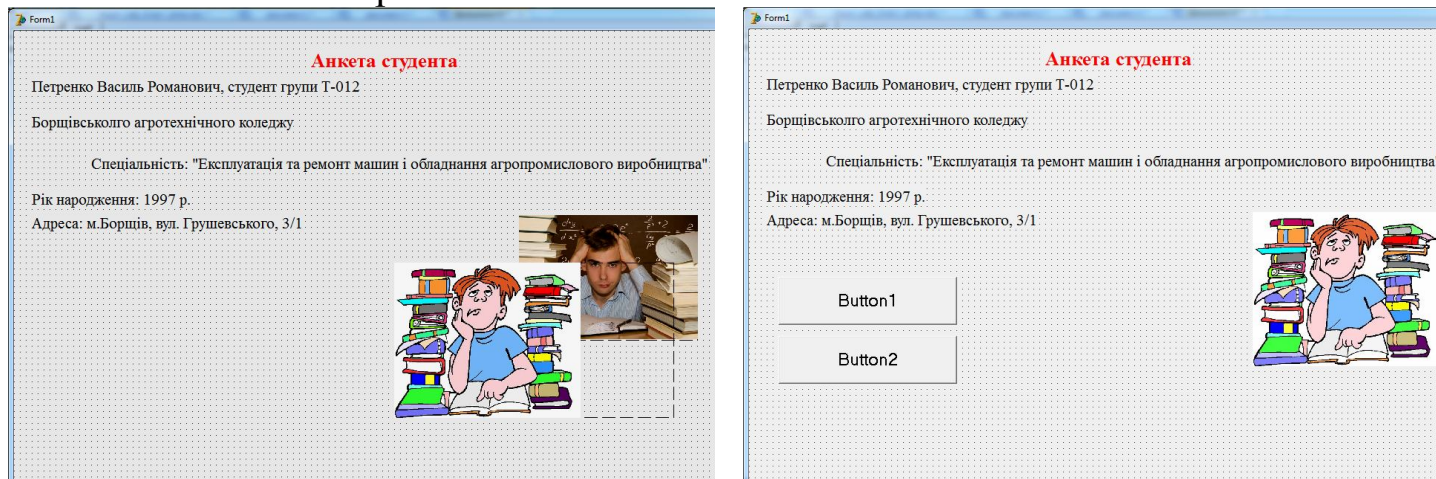 Form1
Анкета студента
Петренко Василь Романович, студент групи Т-012
Борщівськолго агротехнічного коледжу
Спеціальність: "Експлуатація та ремонт машин і обладнання агропромислового виробництва"
Рік народження: 1997 р.
Адреса: м.Борщів, вул. Грушевського, 3/1
Form1
Анкета студента
Петренко Василь Романович, студент групи Т-012
Борщівськолго агротехнічного коледжу
Спеціальність: "Експлуатація та ремонт машин і обладнання агропромислового виробництва
Рік народження: 1997 р.
Адреса: м.Борщів, вул. Грушевського, 3/1
Button1
Button2